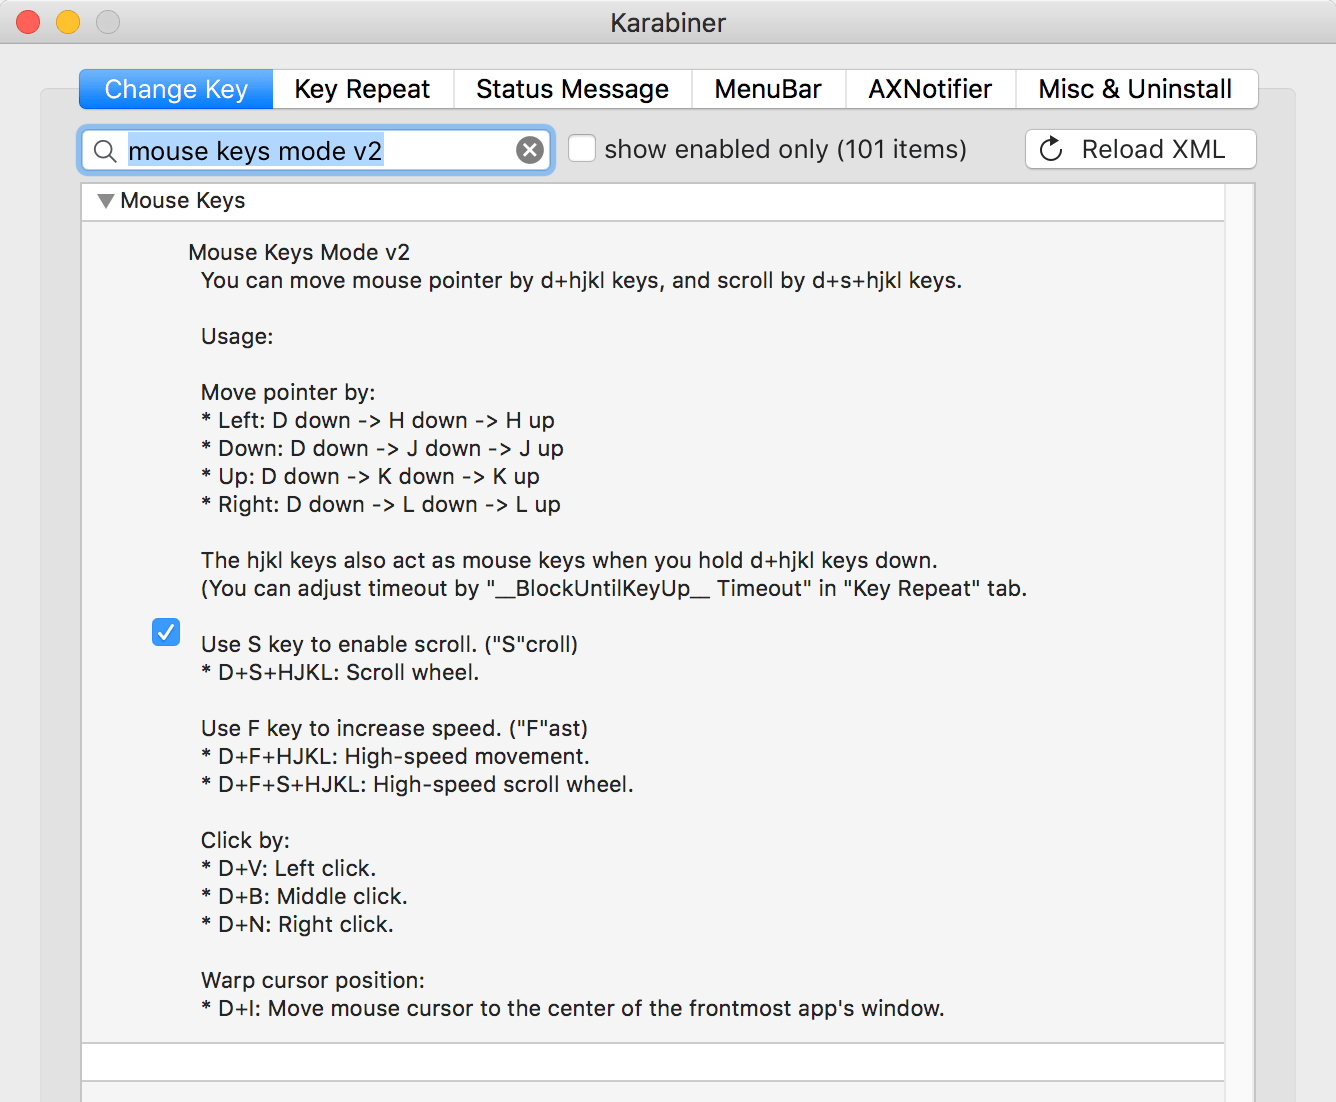 Karabiner
Change Key Key Repeat Status Message MenuBar AXNotifier Misc & Uninstall
mouse keys mode v2 show enabled only (101 items) Reload XML
Mouse Keys
Mouse Keys Mode v2
You can move mouse pointer by d+hjkl keys, and scroll by d+s+hjkl keys.
Usage:
Move pointer by:
* Left: D down -> H down -> H up
* Down: D down -> J down -> J up
* Up: D down -> K down -> K up
* Right: D down -> L down -> L up
The hjkl keys also act as mouse keys when you hold d+hjkl keys down.
(You can adjust timeout by "__BlockUntilKeyUp__ Timeout" in "Key Repeat" tab.
Use S key to enable scroll. ("S"croll)
* D+S+HJKL: Scroll wheel.
Use F key to increase speed. ("F"ast)
* D+F+HJKL: High-speed movement.
* D+F+S+HJKL: High-speed scroll wheel.
Click by:
* D+V: Left click.
* D+B: Middle click.
* D+N: Right click.
Warp cursor position:
* D+I: Move mouse cursor to the center of the frontmost app's window.